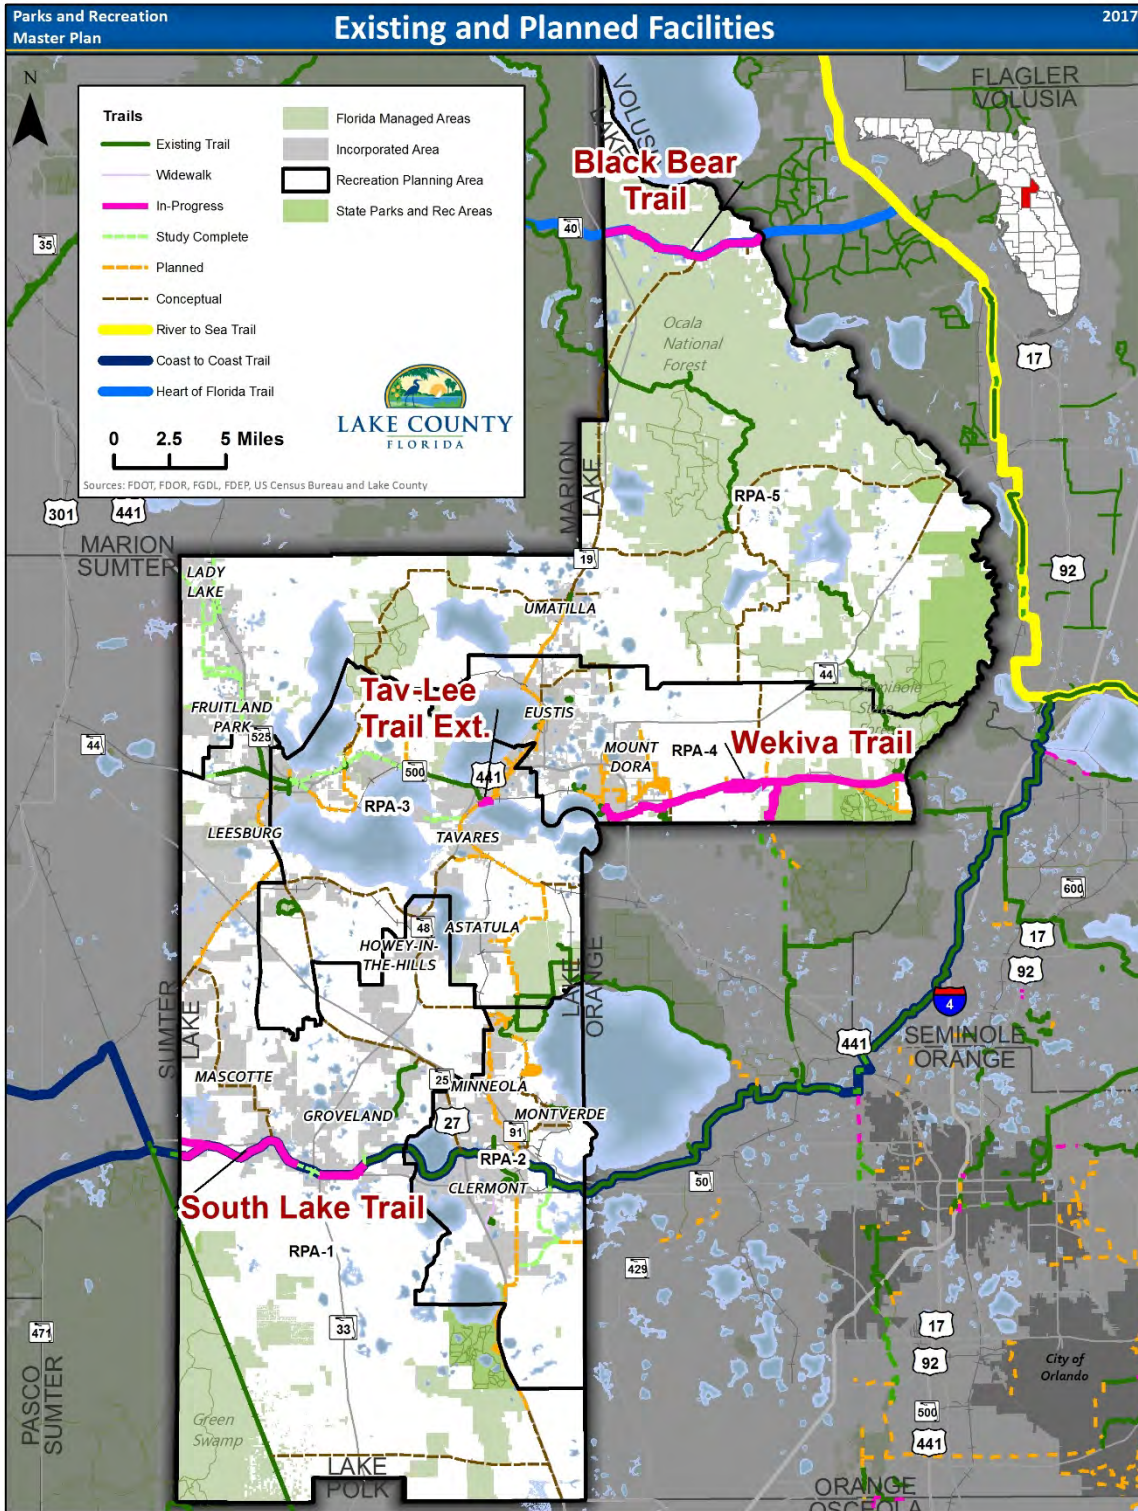 Parks and Recreation
Master Plan
Existing and Planned Facilities
2017
N
Trails
Existing Trail
Widewalk
In-Progress
Study Complete
Planned
Conceptual
River to Sea Trail
Coast to Coast Trail
Heart of Florida Trail
Florida Managed Areas
Incorporated Area
Recreation Planning Area
State Parks and Rec Areas
0 2.5 5 Miles
LAKE COUNTY
FLORIDA
Sources: FDOT, FDOR, FGDL, FDEP, US Census Bureau and Lake County
FLAGLER
VOLUSIA
VOLUSIA
LAKE
Black Bear
Trail
40
35
Ocala
National
Forest
17
MARION
LAKE
RPA-5
301
441
MARION
SUMTER
19
92
LADY
LAKE
UMATILLA
44
Seminole
State
Forest
Tav-Lee
Trail Ext.
FRUITLAND
PARK
525
44
EUSTIS
MOUNT
DORA
RPA-4
Wekiva Trail
500
441
RPA-3
LEESBURG
TAVARES
600
48
ASTATULA
HOWEY-IN-
THE-HILLS
17
92
LAKE
ORANGE
4
SUMTER
LAKE
441
SEMINOLE
ORANGE
MASCOTTE
25
MINNEOLA
GROVELAND
27
MONTVERDE
91
RPA-2
CLERMONT
50
South Lake Trail
RPA-1
429
33
471
17
92
City of
Orlando
PASCO
SUMTER
Green
Swamp
500
441
LAKE
POLK
ORANGE
OSCEOLA